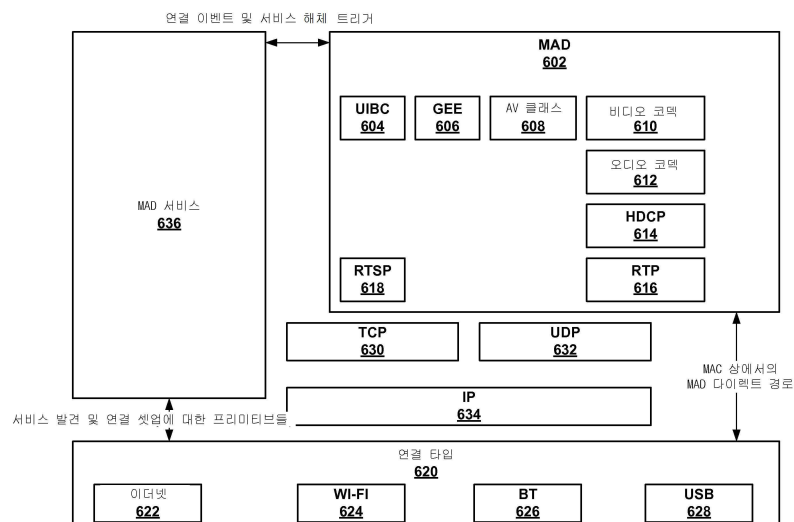 연결 이벤트 및 서비스 해체 트리거
MAD
602
UIBC
604
GEE
606
AV 클래스
608
비디오 코덱
610
오디오 코덱
612
HDCP
614
RTSP
618
RTP
616
MAD 서비스
636
TCP
630
UDP
632
MAC 상에서의
MAD 다이렉트 경로
IP
634
서비스 발견 및 연결 셋업에 대한 프리미티브들
연결 타입
620
이더넷
622
WI-FI
624
BT
626
USB
628